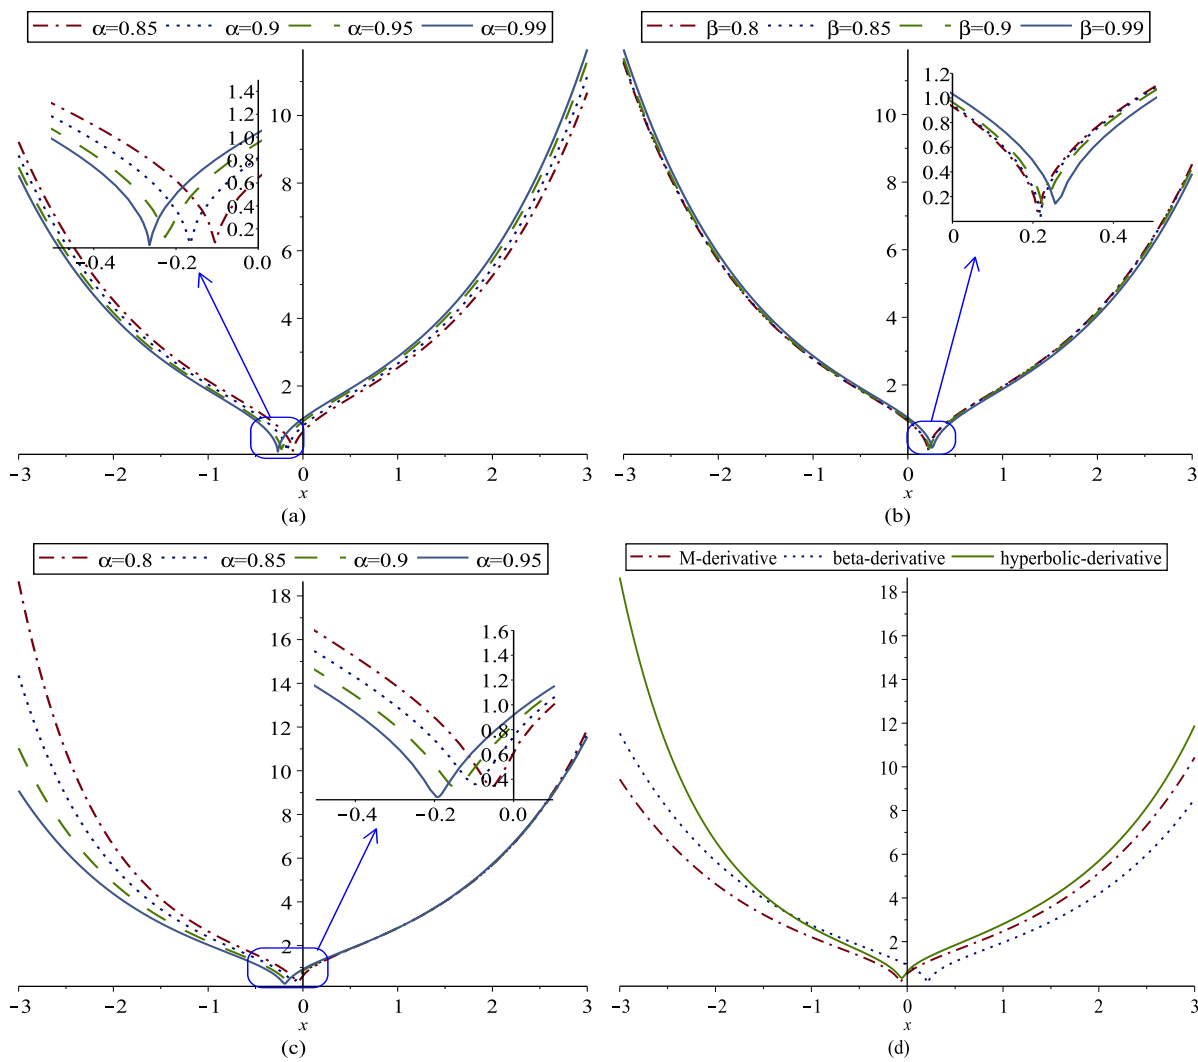 α=0.85 α=0.9 α=0.95 α=0.99
10
8
6
4
2
−3 −2 −1 0 1 2 3
x
1.4
1.2
1.0
0.8
0.6
0.4
0.2
−0.4 −0.2 0.0
(a)
β=0.8 β=0.85 β=0.9 β=0.99
10
8
6
4
2
−3 −2 −1 0 1 2 3
x
1.2
1.0
0.8
0.6
0.4
0.2
0 0.2 0.4
(b)
α=0.8 α=0.85 α=0.9 α=0.95
18
16
14
12
10
8
6
4
2
−3 −2 −1 0 1 2 3
x
1.6
1.4
1.2
1.0
0.8
0.6
0.4
−0.4 −0.2 0.0
(c)
M-derivative beta-derivative hyperbolic-derivative
18
16
14
12
10
8
6
4
2
−3 −2 −1 0 1 2 3
x
(d)